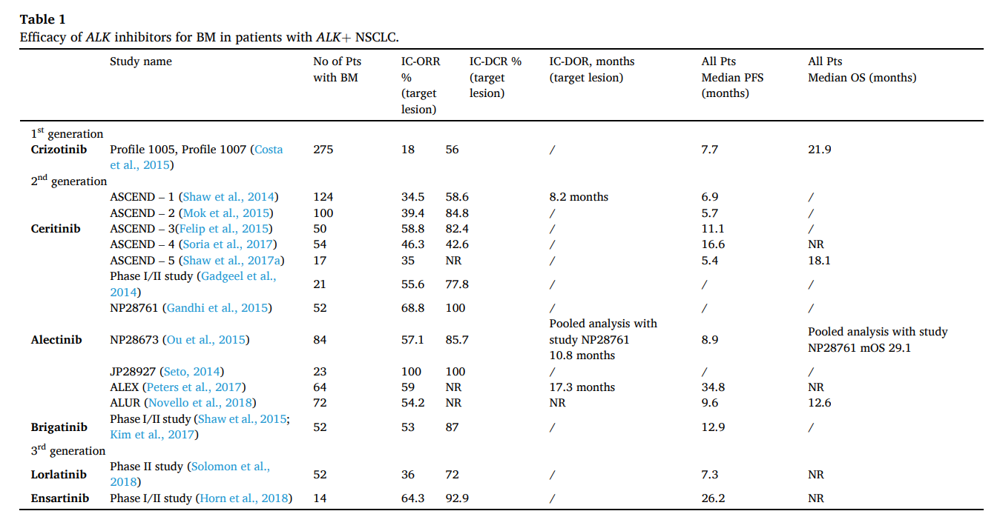 Table 1
Efficacy of ALK inhibitors for BM in patients with ALK+ NSCLC.
Study name No of Pts with BM IC-ORR % (target lesion) IC-DCR % (target lesion) IC-DOR, months (target lesion) All Pts Median PFS (months) All Pts Median OS (months)
1st generation
Crizotinib Profile 1005, Profile 1007 (Costa et al., 2015) 275 18 56 / 7.7 21.9
2nd generation
ASCEND – 1 (Shaw et al., 2014) 124 34.5 58.6 8.2 months 6.9 /
ASCEND – 2 (Mok et al., 2015) 100 39.4 84.8 / 5.7 /
Ceritinib ASCEND – 3(Felip et al., 2015) 50 58.8 82.4 / 11.1 /
ASCEND – 4 (Soria et al., 2017) 54 46.3 42.6 / 16.6 NR
ASCEND – 5 (Shaw et al., 2017a) 17 35 NR / 5.4 18.1
Phase I/II study (Gadgeel et al., 2014) 21 55.6 77.8 / / /
NP28761 (Gandhi et al., 2015) 52 68.8 100 / / /
Alectinib NP28673 (Ou et al., 2015) 84 57.1 85.7 Pooled analysis with study NP28761 10.8 months 8.9 Pooled analysis with study NP28761 mOS 29.1
JP28927 (Seto, 2014) 23 100 100 / / /
ALEX (Peters et al., 2017) 64 59 NR 17.3 months 34.8 NR
ALUR (Novello et al., 2018) 72 54.2 NR NR 9.6 12.6
Brigatinib Phase I/II study (Shaw et al., 2015; Kim et al., 2017) 52 53 87 / 12.9 /
3rd generation
Lorlatinib Phase II study (Solomon et al., 2018) 52 36 72 / 7.3 NR
Ensartinib Phase I/II study (Horn et al., 2018) 14 64.3 92.9 / 26.2 NR